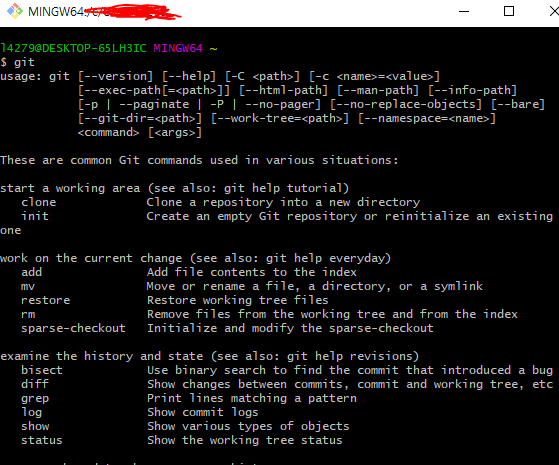 MINGW64:/c/
l4279@DESKTOP-65LH3IC MINGW64 ~
$ git
usage: git [--version] [--help] [-C <path>] [-c <name>=<value>]
           [--exec-path[=<path>]] [--html-path] [--man-path] [--info-path]
           [-p | --paginate | -P | --no-pager] [--no-replace-objects] [--bare]
           [--git-dir=<path>] [--work-tree=<path>] [--namespace=<name>]
           <command> [<args>]
These are common Git commands used in various situations:
start a working area (see also: git help tutorial)
   clone             Clone a repository into a new directory
   init              Create an empty Git repository or reinitialize an existing
one
work on the current change (see also: git help everyday)
   add               Add file contents to the index
   mv                Move or rename a file, a directory, or a symlink
   restore           Restore working tree files
   rm                Remove files from the working tree and from the index
   sparse-checkout   Initialize and modify the sparse-checkout
examine the history and state (see also: git help revisions)
   bisect            Use binary search to find the commit that introduced a bug
   diff              Show changes between commits, commit and working tree, etc
   grep              Print lines matching a pattern
   log               Show commit logs
   show              Show various types of objects
   status            Show the working tree status